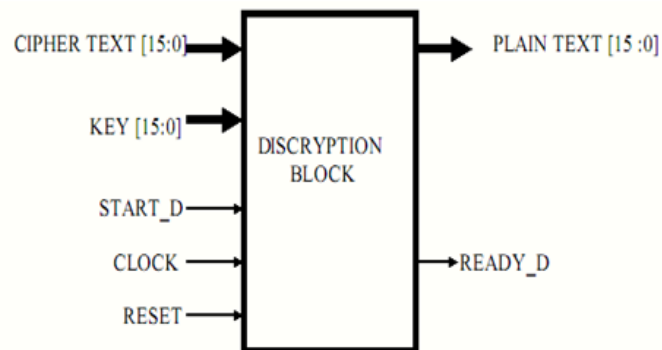 CIPHER TEXT [15:0]
PLAIN TEXT [15 :0]
KEY [15:0]
DISCRYPTION
BLOCK
START_D
CLOCK
READY_D
RESET